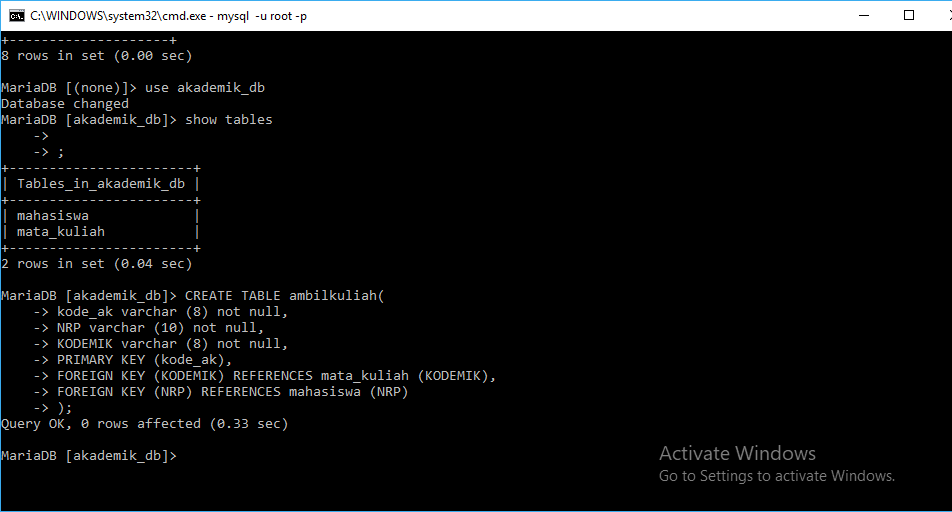 C:\WINDOWS\system32\cmd.exe - mysql  -u root -p
+--------------------+
8 rows in set (0.00 sec)
MariaDB [(none)]> use akademik_db
Database changed
MariaDB [akademik_db]> show tables
    ->
    -> ;
+-----------------------+
| Tables_in_akademik_db |
+-----------------------+
| mahasiswa             |
| mata_kuliah           |
+-----------------------+
2 rows in set (0.04 sec)
MariaDB [akademik_db]> CREATE TABLE ambilkuliah(
    -> kode_ak varchar (8) not null,
    -> NRP varchar (10) not null,
    -> KODEMIK varchar (8) not null,
    -> PRIMARY KEY (kode_ak),
    -> FOREIGN KEY (KODEMIK) REFERENCES mata_kuliah (KODEMIK),
    -> FOREIGN KEY (NRP) REFERENCES mahasiswa (NRP)
    -> );
Query OK, 0 rows affected (0.33 sec)
MariaDB [akademik_db]>
Activate Windows
Go to Settings to activate Windows.